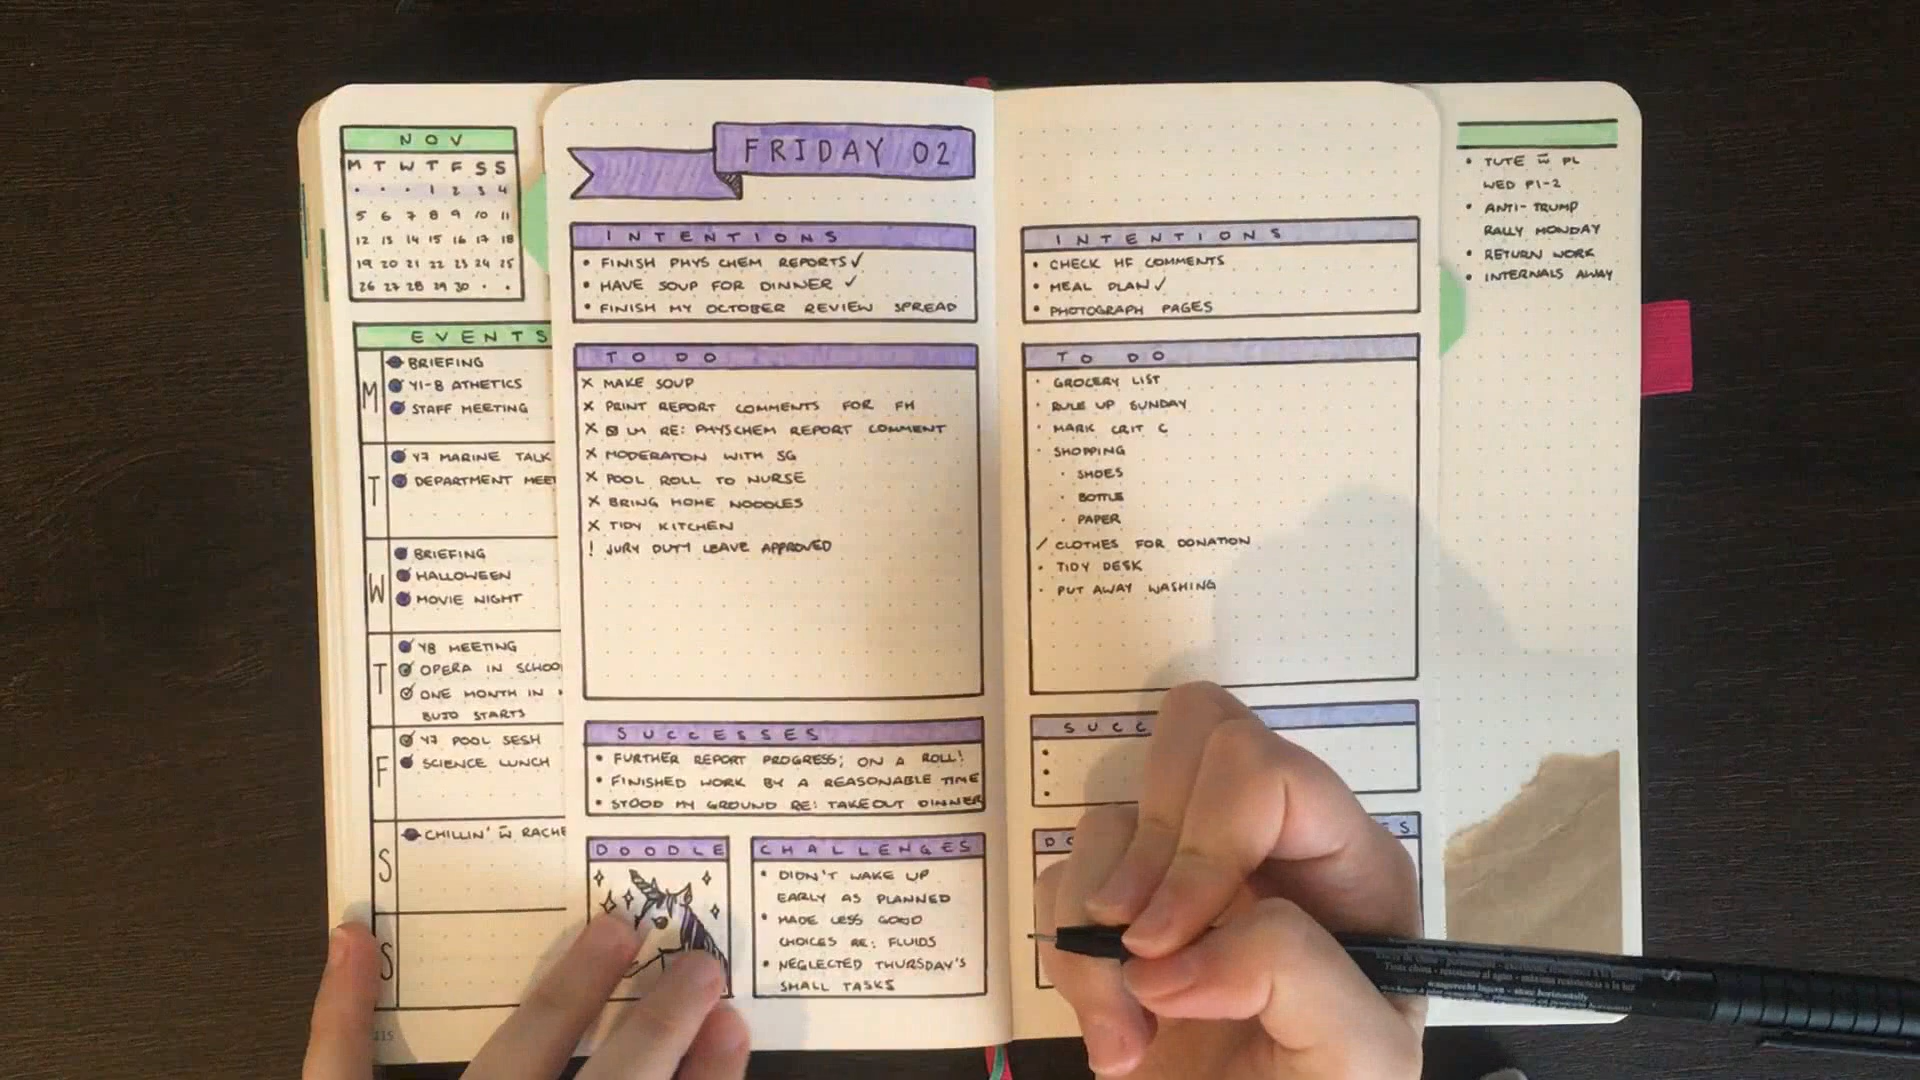 NOV
M T W T F S S
· · · 1 2 3 4
5 6 7 8 9 10 11
12 13 14 15 16 17 18
19 20 21 22 23 24 25
26 27 28 29 30 · ·
EVENTS
M
BRIEFING
Y1-8 ATHETICS
STAFF MEETING
T
Y7 MARINE TALK
DEPARTMENT MEET
W
BRIEFING
HALLOWEEN
MOVIE NIGHT
T
Y8 MEETING
OPERA IN SCHOO
ONE MONTH IN
BUJO STARTS
F
Y7 POOL SESH
SCIENCE LUNCH
S
CHILLIN' W̄ RACHE
S
115
FRIDAY 02
INTENTIONS
• FINISH PHYS CHEM REPORTS ✓
• HAVE SOUP FOR DINNER ✓
• FINISH MY OCTOBER REVIEW SPREAD
TO DO
X MAKE SOUP
X PRINT REPORT COMMENTS FOR FH
X LM RE: PHYSCHEM REPORT COMMENT
X MODERATON WITH SG
X POOL ROLL TO NURSE
X BRING HOME NOODLES
X TIDY KITCHEN
! JURY DUTY LEAVE APPROVED
SUCCESSES
• FURTHER REPORT PROGRESS; ON A ROLL!
• FINISHED WORK BY A REASONABLE TIME
• STOOD MY GROUND RE: TAKEOUT DINNER
DOODLE
CHALLENGES
• DIDN'T WAKE UP
EARLY AS PLANNED
• MADE LESS GOOD
CHOICES RE: FLUIDS
• NEGLECTED THURSDAY'S
SMALL TASKS
INTENTIONS
• CHECK HF COMMENTS
• MEAL PLAN ✓
• PHOTOGRAPH PAGES
TO DO
· GROCERY LIST
· RULE UP SUNDAY
· MARK CRIT C
· SHOPPING
· SHOES
· BOTTLE
· PAPER
/ CLOTHES FOR DONATION
· TIDY DESK
· PUT AWAY WASHING
SUCC
DO
ES
• TUTE W̄ PL
WED P1-2
• ANTI-TRUMP
RALLY MONDAY
• RETURN WORK
• INTERNALS AWAY